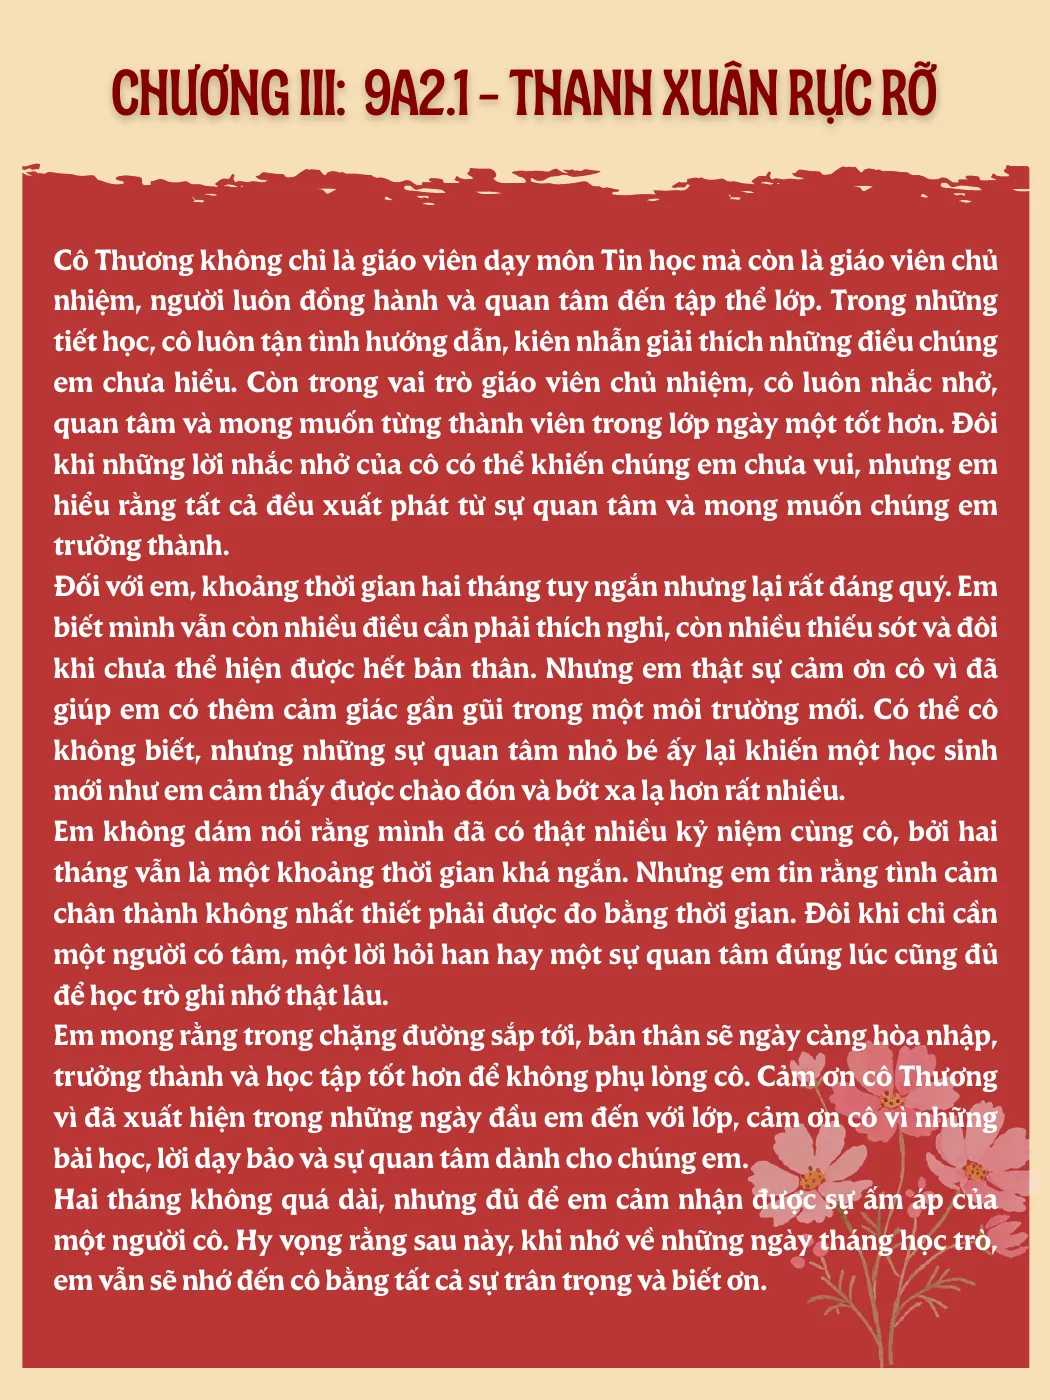 CHƯƠNG III: 9A2.1 – THANH XUÂN RỰC RỠ
Cô Thương không chỉ là giáo viên dạy môn Tin học mà còn là giáo viên chủ
nhiệm, người luôn đồng hành và quan tâm đến tập thể lớp. Trong những
tiết học, cô luôn tận tình hướng dẫn, kiên nhẫn giải thích những điều chúng
em chưa hiểu. Còn trong vai trò giáo viên chủ nhiệm, cô luôn nhắc nhở,
quan tâm và mong muốn từng thành viên trong lớp ngày một tốt hơn. Đôi
khi những lời nhắc nhở của cô có thể khiến chúng em chưa vui, nhưng em
hiểu rằng tất cả đều xuất phát từ sự quan tâm và mong muốn chúng em
trưởng thành.
Đối với em, khoảng thời gian hai tháng tuy ngắn nhưng lại rất đáng quý. Em
biết mình vẫn còn nhiều điều cần phải thích nghi, còn nhiều thiếu sót và đôi
khi chưa thể hiện được hết bản thân. Nhưng em thật sự cảm ơn cô vì đã
giúp em có thêm cảm giác gần gũi trong một môi trường mới. Có thể cô
không biết, nhưng những sự quan tâm nhỏ bé ấy lại khiến một học sinh
mới như em cảm thấy được chào đón và bớt xa lạ hơn rất nhiều.
Em không dám nói rằng mình đã có thật nhiều kỷ niệm cùng cô, bởi hai
tháng vẫn là một khoảng thời gian khá ngắn. Nhưng em tin rằng tình cảm
chân thành không nhất thiết phải được đo bằng thời gian. Đôi khi chỉ cần
một người có tâm, một lời hỏi han hay một sự quan tâm đúng lúc cũng đủ
để học trò ghi nhớ thật lâu.
Em mong rằng trong chặng đường sắp tới, bản thân sẽ ngày càng hòa nhập,
trưởng thành và học tập tốt hơn để không phụ lòng cô. Cảm ơn cô Thương
vì đã xuất hiện trong những ngày đầu em đến với lớp, cảm ơn cô vì những
bài học, lời dạy bảo và sự quan tâm dành cho chúng em.
Hai tháng không quá dài, nhưng đủ để em cảm nhận được sự ấm áp của
một người cô. Hy vọng rằng sau này, khi nhớ về những ngày tháng học trò,
em vẫn sẽ nhớ đến cô bằng tất cả sự trân trọng và biết ơn.